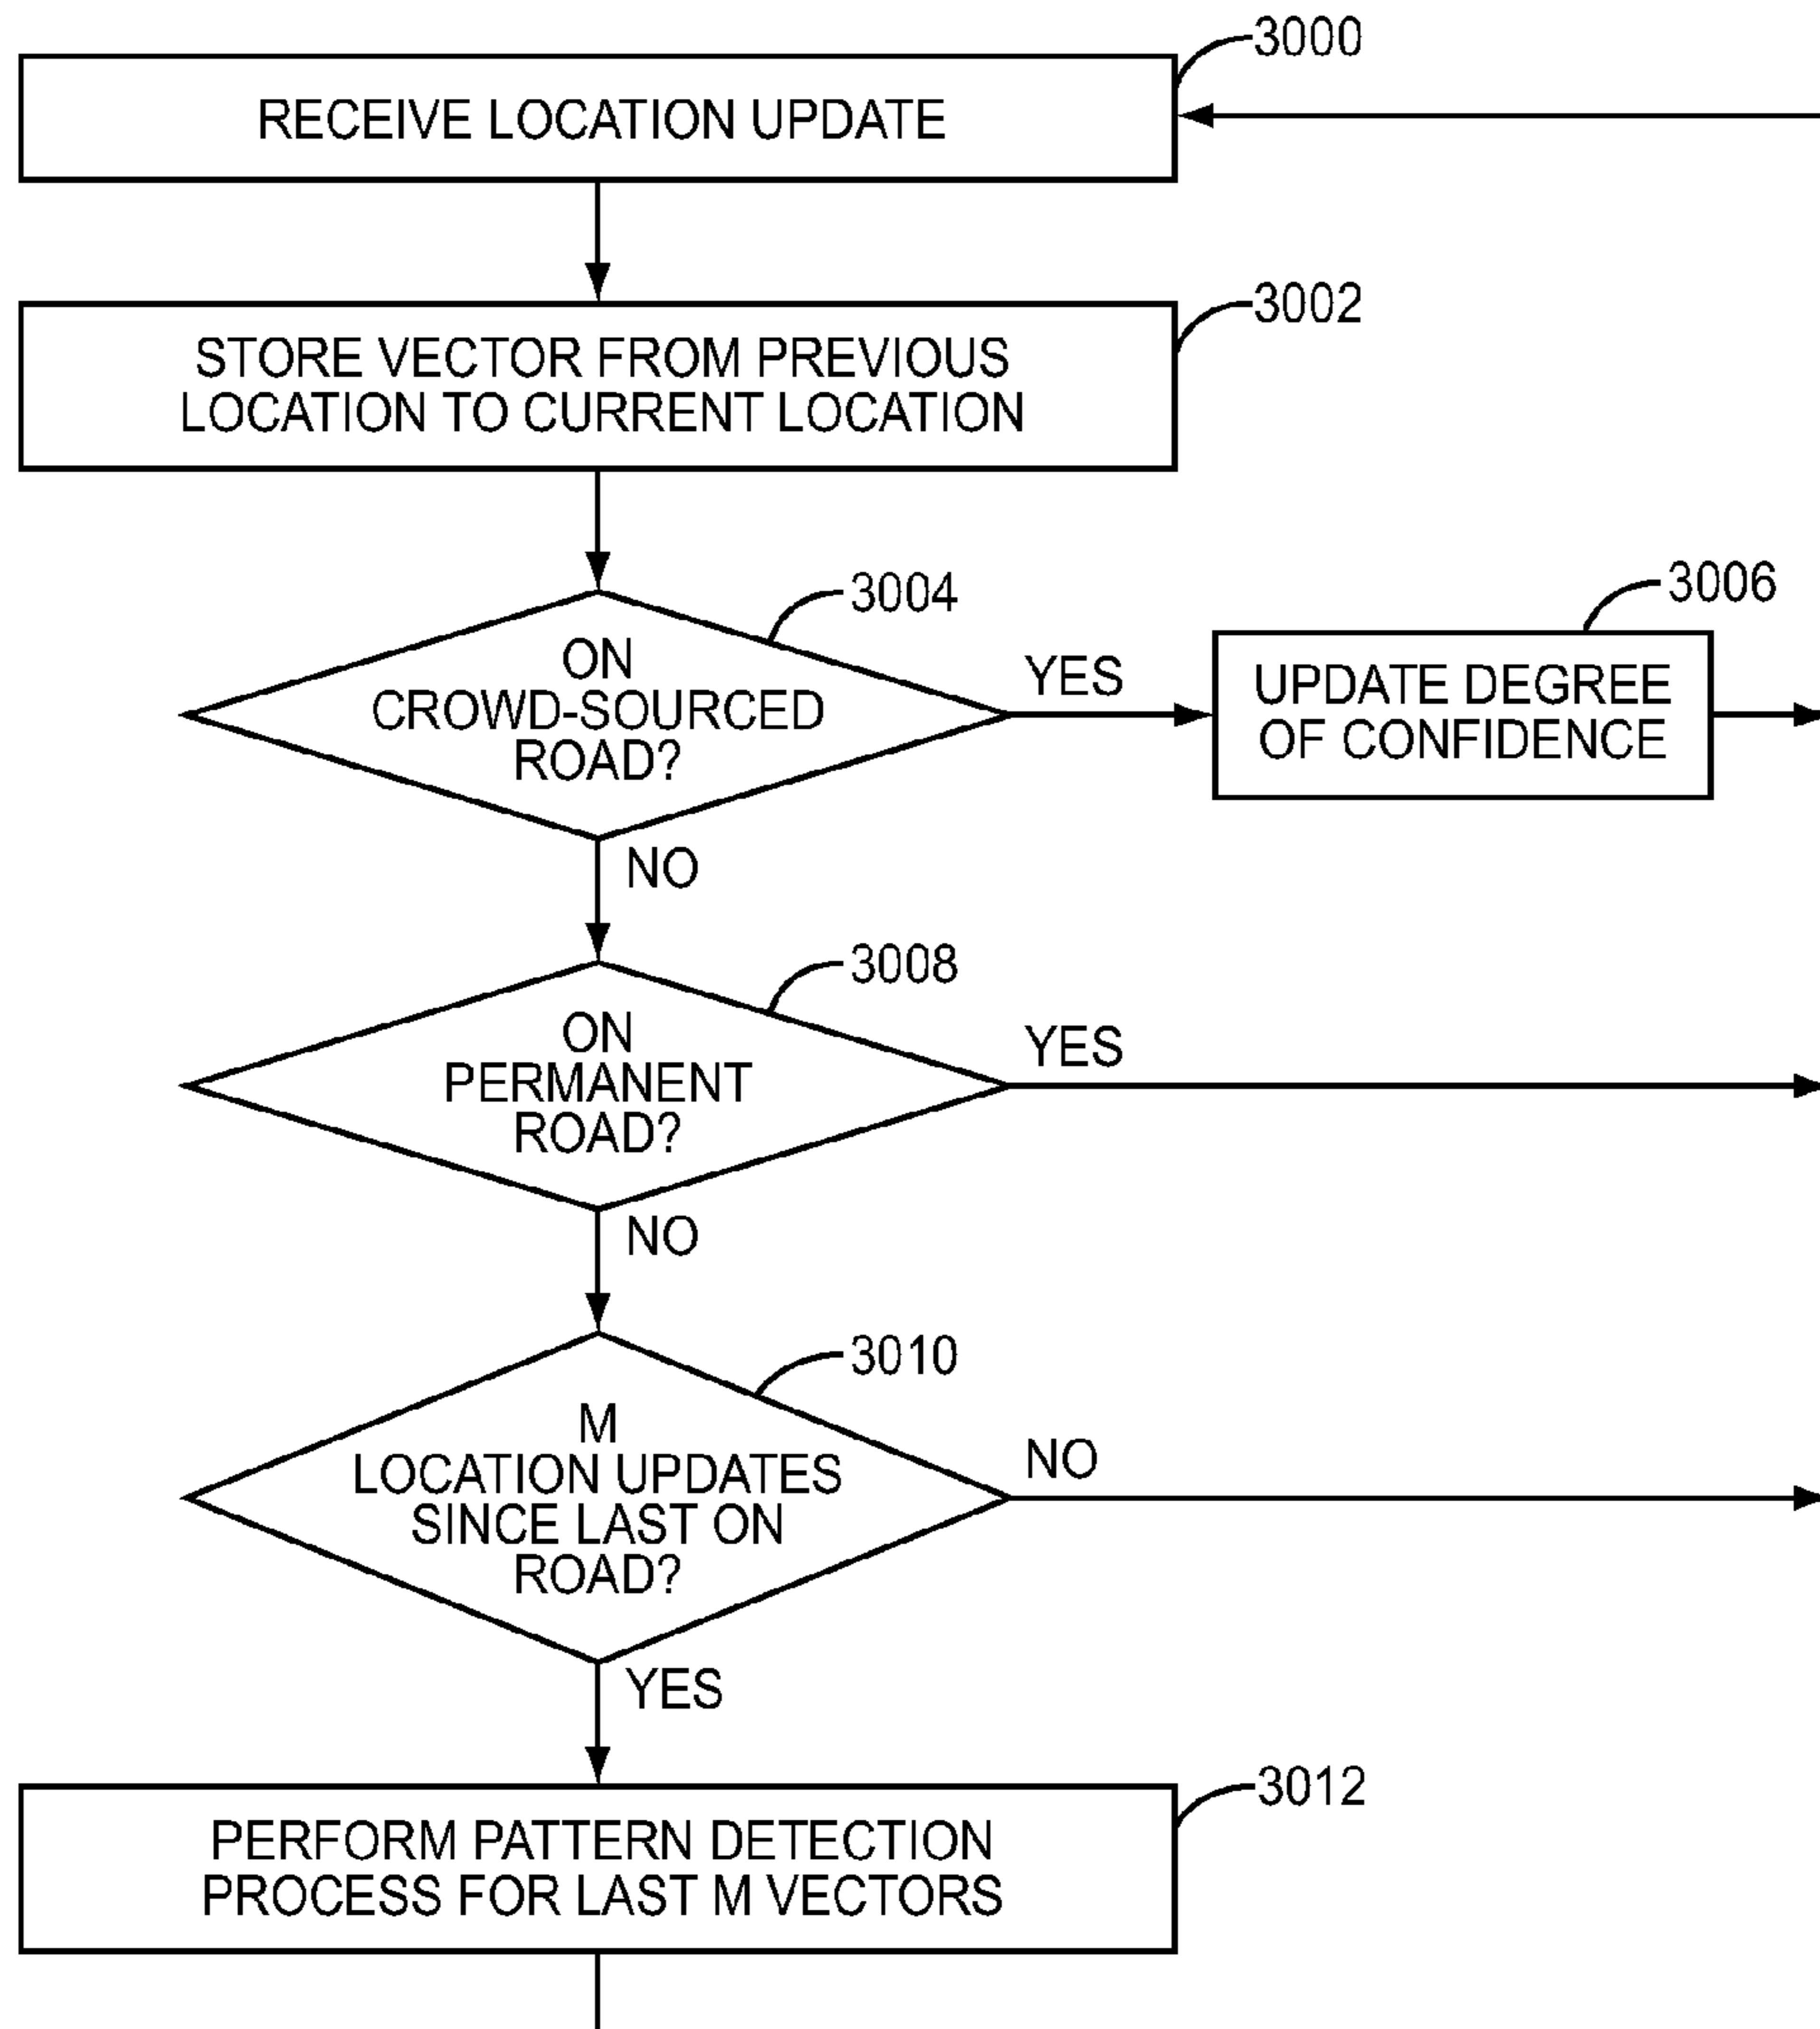 3000
RECEIVE LOCATION UPDATE
3002
STORE VECTOR FROM PREVIOUS
LOCATION TO CURRENT LOCATION
3004
ON
CROWD-SOURCED
ROAD?
YES
3006
UPDATE DEGREE
OF CONFIDENCE
NO
3008
ON
PERMANENT
ROAD?
YES
NO
3010
M
LOCATION UPDATES
SINCE LAST ON
ROAD?
NO
YES
3012
PERFORM PATTERN DETECTION
PROCESS FOR LAST M VECTORS